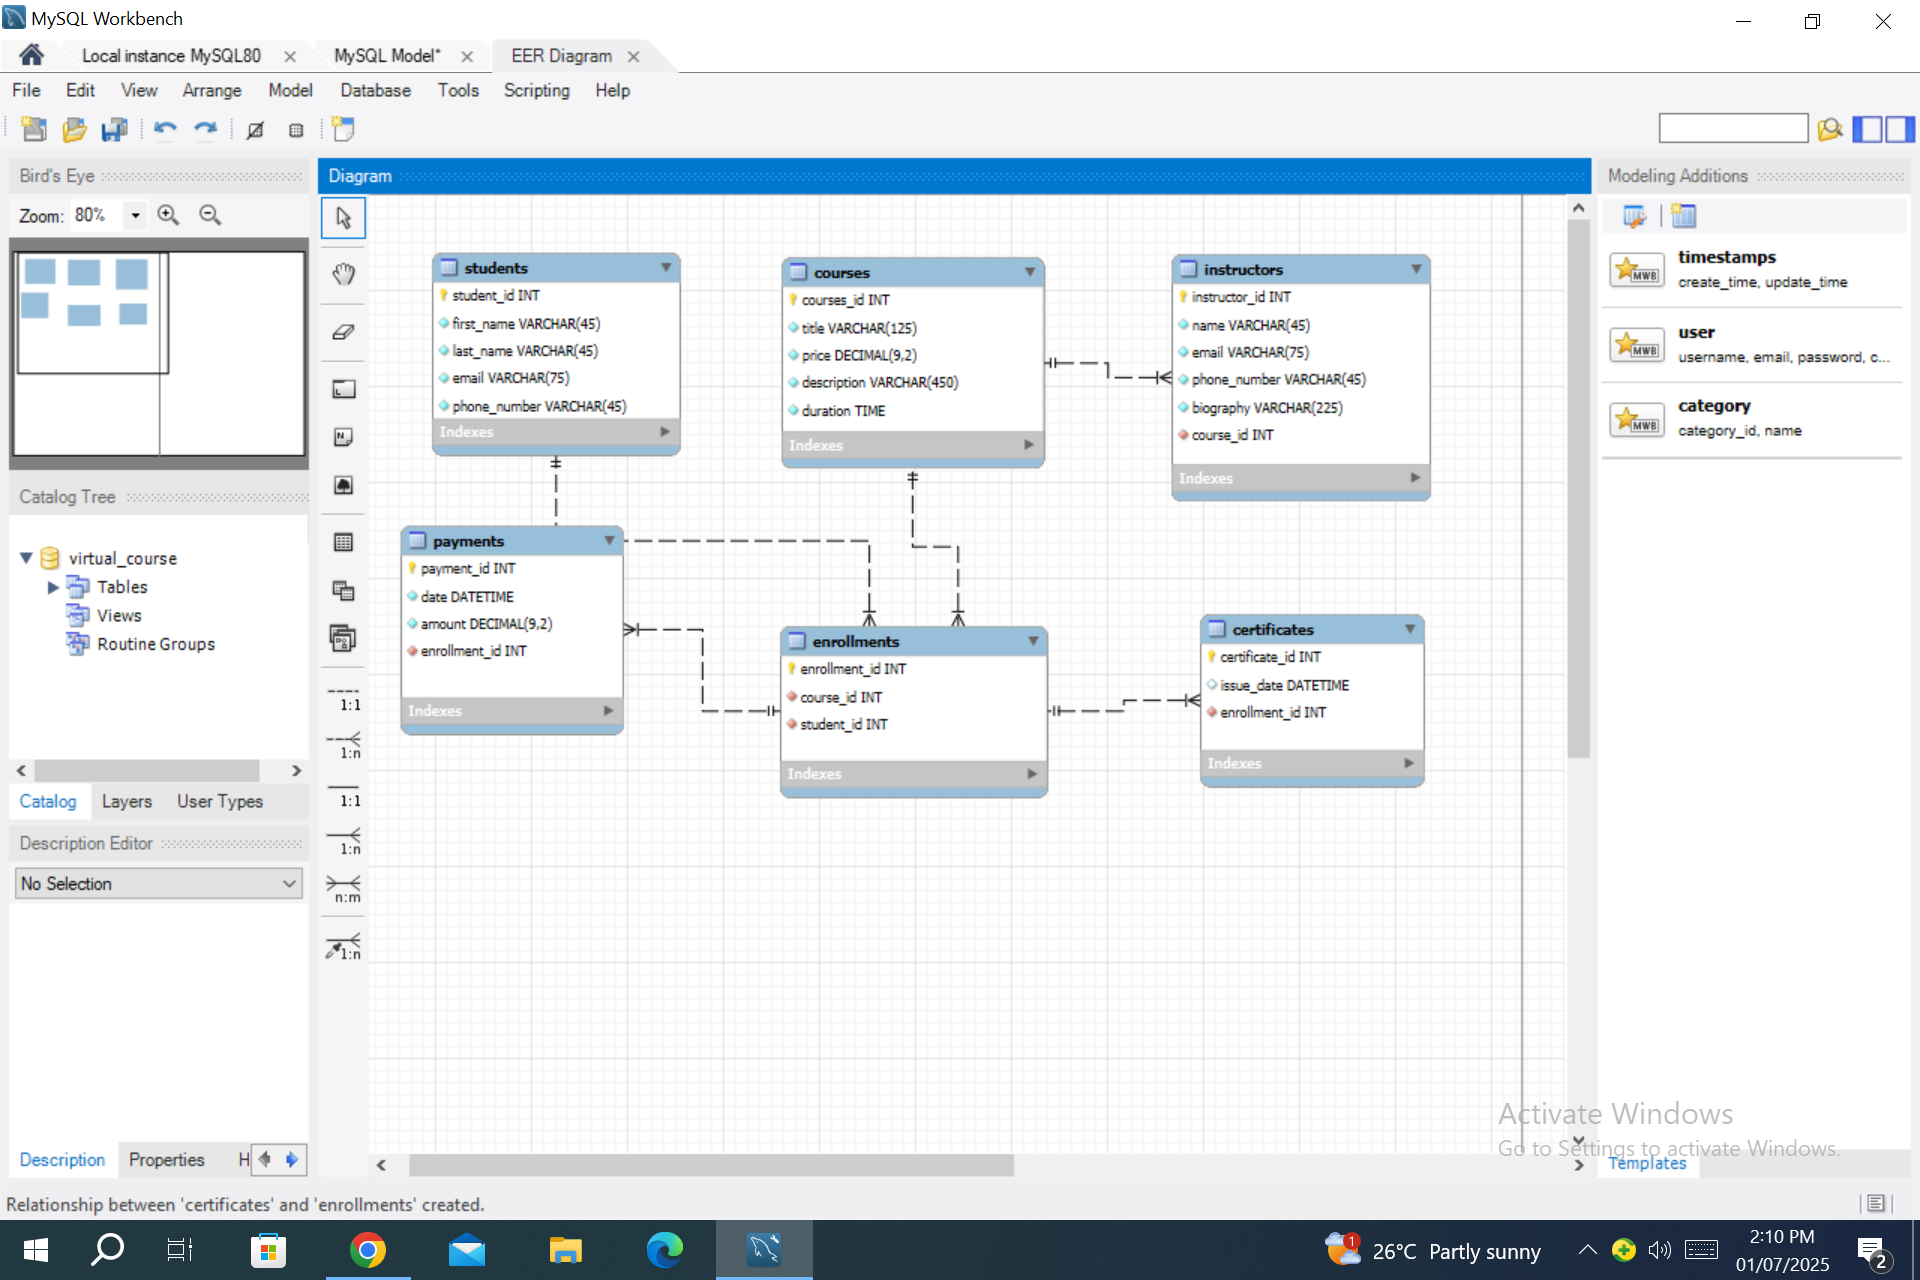 MySQL Workbench
Local instance MySQL80
MySQL Model*
EER Diagram
File Edit View Arrange Model Database Tools Scripting Help
Bird's Eye
Zoom: 80%
Catalog Tree
virtual_course
Tables
Views
Routine Groups
Catalog Layers User Types
Description Editor
No Selection
Description Properties H
Diagram
N
1:1
1:n
1:1
1:n
n:m
1:n
students
student_id INT
first_name VARCHAR(45)
last_name VARCHAR(45)
email VARCHAR(75)
phone_number VARCHAR(45)
Indexes
courses
courses_id INT
title VARCHAR(125)
price DECIMAL(9,2)
description VARCHAR(450)
duration TIME
Indexes
instructors
instructor_id INT
name VARCHAR(45)
email VARCHAR(75)
phone_number VARCHAR(45)
biography VARCHAR(225)
course_id INT
Indexes
payments
payment_id INT
date DATETIME
amount DECIMAL(9,2)
enrollment_id INT
Indexes
enrollments
enrollment_id INT
course_id INT
student_id INT
Indexes
certificates
certificate_id INT
issue_date DATETIME
enrollment_id INT
Indexes
Modeling Additions
MWB
timestamps
create_time, update_time
MWB
user
username, email, password, c...
MWB
category
category_id, name
Templates
Activate Windows
Go to Settings to activate Windows.
Relationship between 'certificates' and 'enrollments' created.
1
26°C Partly sunny
2:10 PM
01/07/2025
2